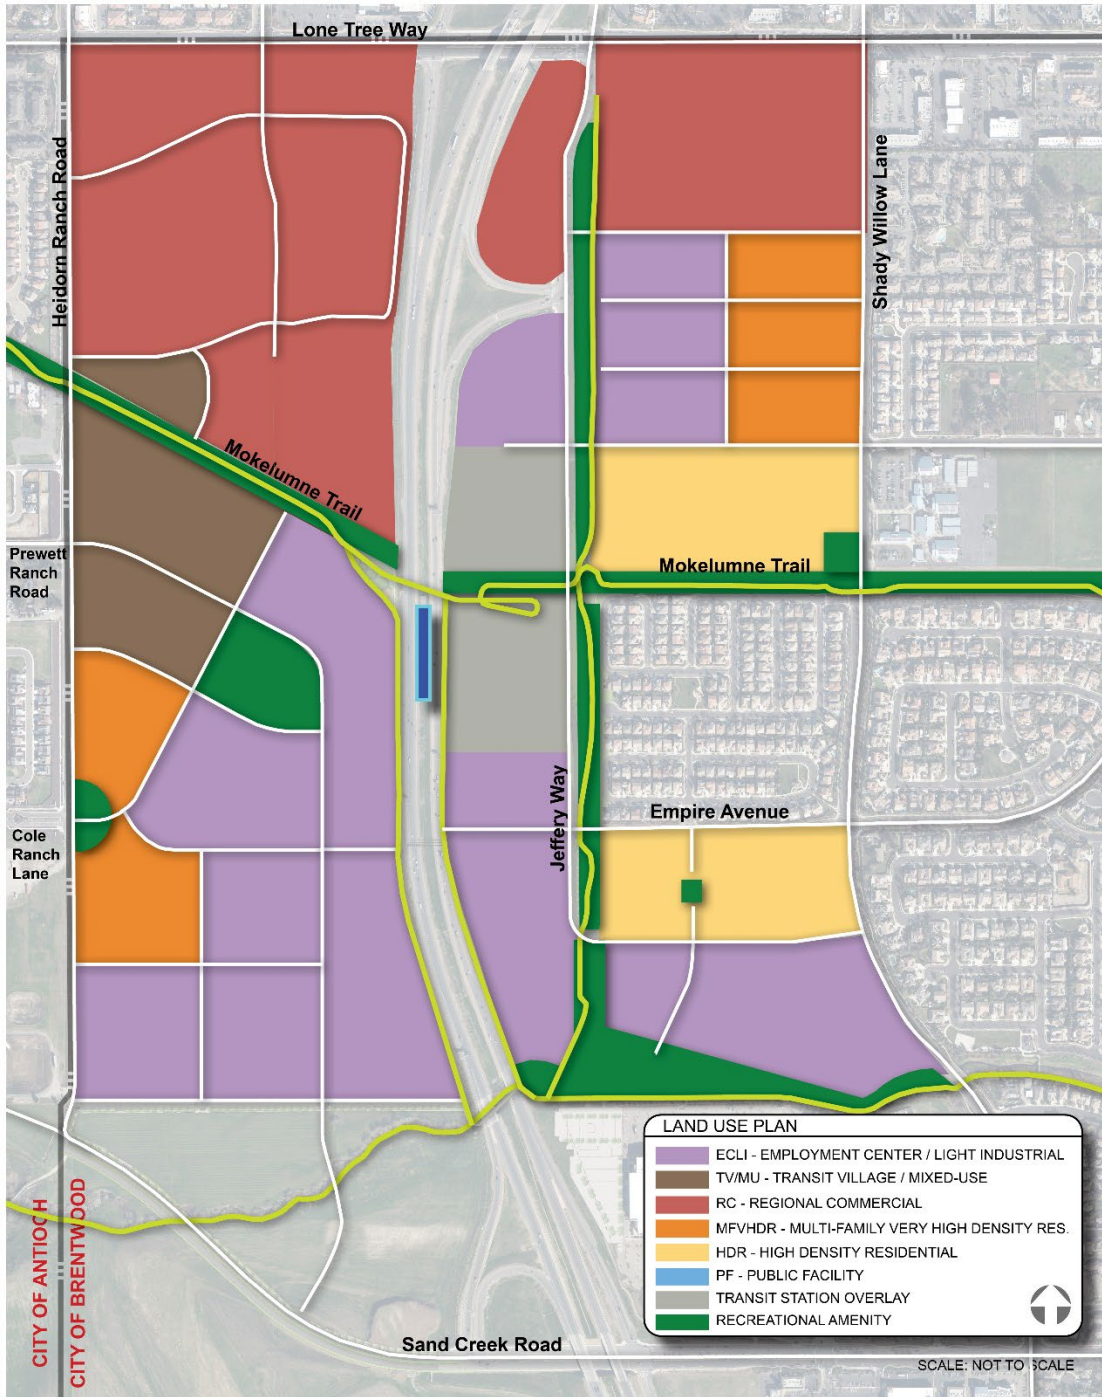 Lone Tree Way
Heidorn Ranch Road
Shady Willow Lane
Mokelumne Trail
Prewett
Ranch
Road
Mokelumne Trail
Jeffery Way
Empire Avenue
Cole
Ranch
Lane
LAND USE PLAN
ECLI - EMPLOYMENT CENTER / LIGHT INDUSTRIAL
TV/MU - TRANSIT VILLAGE / MIXED-USE
RC - REGIONAL COMMERCIAL
MFVHDR - MULTI-FAMILY VERY HIGH DENSITY RES.
HDR - HIGH DENSITY RESIDENTIAL
PF - PUBLIC FACILITY
TRANSIT STATION OVERLAY
RECREATIONAL AMENITY
CITY OF ANTIOCH
CITY OF BRENTWOOD
Sand Creek Road
SCALE: NOT TO SCALE